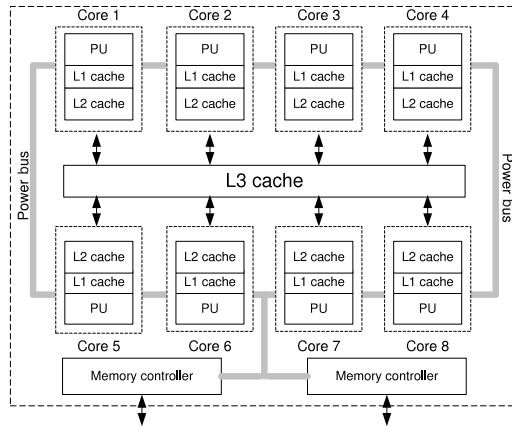 Core 1 Core 2 Core 3 Core 4
PU PU PU PU
L1 cache L1 cache L1 cache L1 cache
L2 cache L2 cache L2 cache L2 cache
Power bus
L3 cache
Power bus
L2 cache L2 cache L2 cache L2 cache
L1 cache L1 cache L1 cache L1 cache
PU PU PU PU
Core 5 Core 6 Core 7 Core 8
Memory controller Memory controller